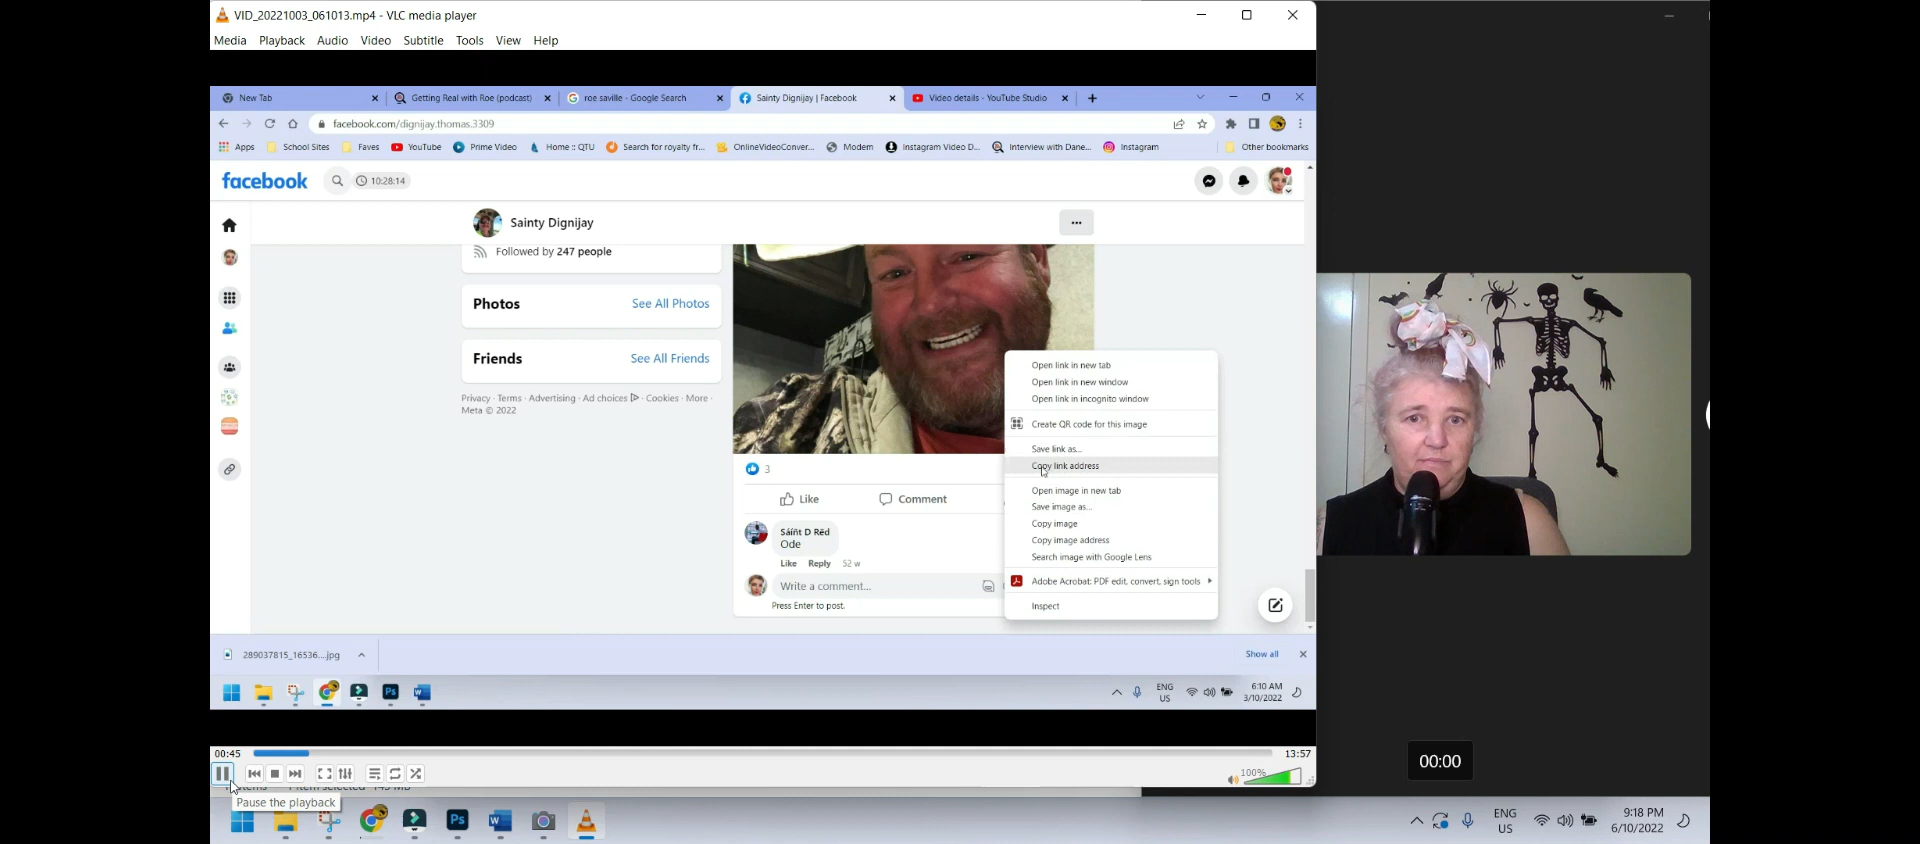 VID_20221003_061013.mp4 - VLC media player
Media Playback Audio Video Subtitle Tools View Help
New Tab
Getting Real with Roe (podcast)
roe saville - Google Search
Sainty Dignijay | Facebook
Video details - YouTube Studio
facebook.com/dignijay.thomas.3309
Apps School Sites Faves YouTube Prime Video Home :: QTU Search for royalty fr... OnlineVideoConver... Modem Instagram Video D... Interview with Dane... Instagram Other bookmarks
facebook
10:28:14
Sainty Dignijay
...
Followed by 247 people
Photos See All Photos
Friends See All Friends
Privacy · Terms · Advertising · Ad choices · Cookies · More ·
Meta © 2022
Open link in new tab
Open link in new window
Open link in incognito window
Create QR code for this image
Save link as...
Copy link address
Open image in new tab
Save image as...
Copy image
Copy image address
Search image with Google Lens
Adobe Acrobat: PDF edit, convert, sign tools
Inspect
3
Like Comment
Sáíñt D Rëd
Ode
Like Reply 52 w
Write a comment...
Press Enter to post.
289037815_16536....jpg
Show all
Ps
W
ENG
US
6:10 AM
3/10/2022
00:45
13:57
100%
1 item selected
Pause the playback
00:00
Ps
W
ENG
US
9:18 PM
6/10/2022